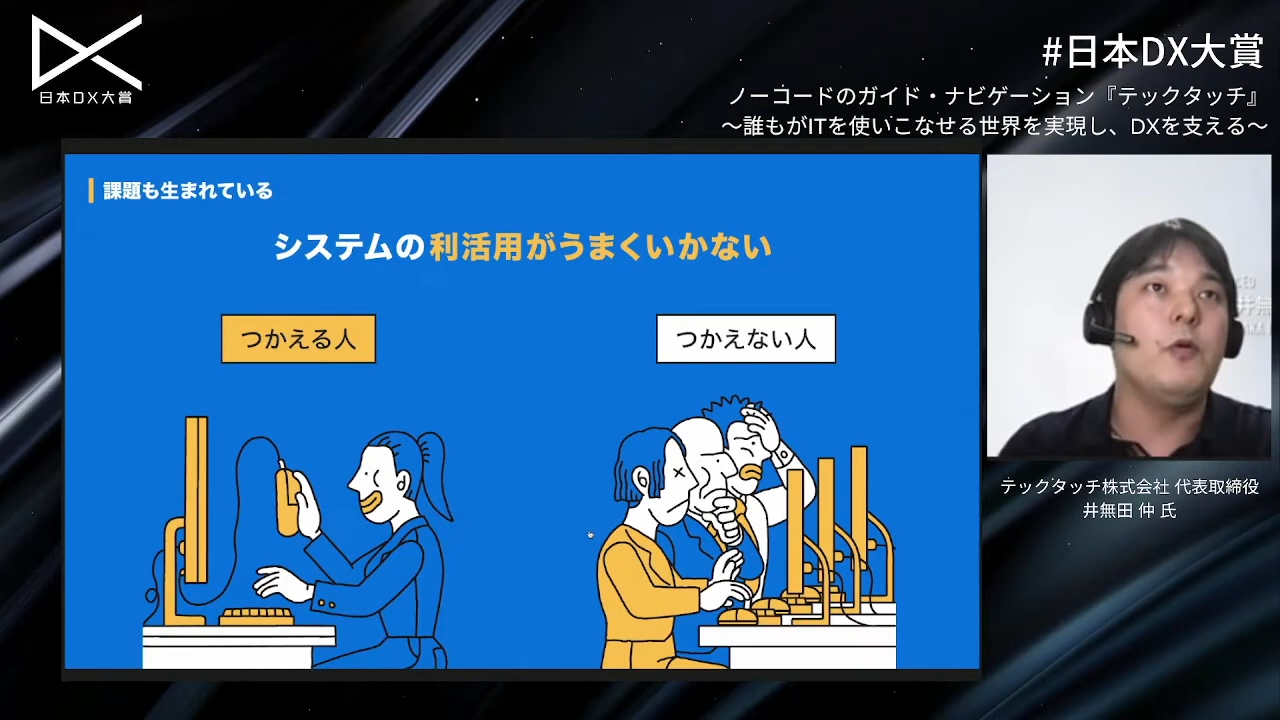 日本DX大賞
#日本DX大賞
ノーコードのガイド・ナビゲーション『テックタッチ』
～誰もがITを使いこなせる世界を実現し、DXを支える～
課題も生まれている
システムの利活用がうまくいかない
つかえる人
つかえない人
テックタッチ株式会社 代表取締役
井無田 仲 氏